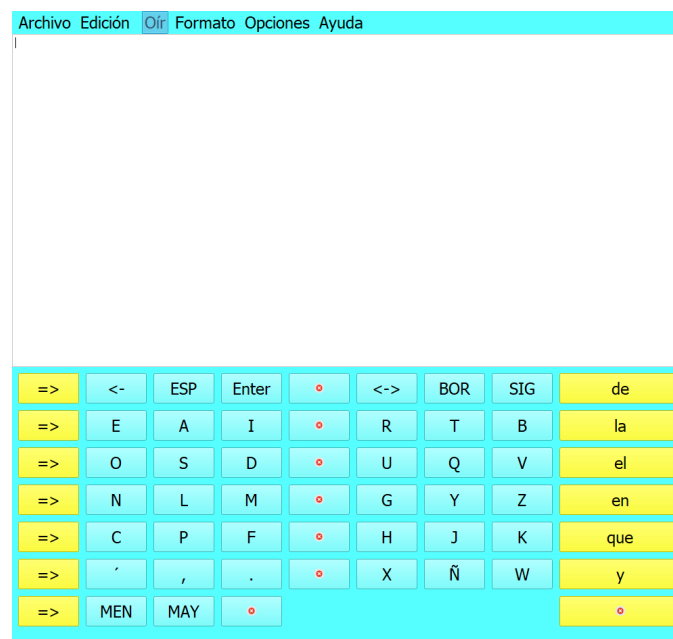 Archivo Edición Oír Formato Opciones Ayuda
=> <- ESP Enter <-> BOR SIG de
=> E A I R T B la
=> O S D U Q V el
=> N L M G Y Z en
=> C P F H J K que
=> ´ , . X Ñ W y
=> MEN MAY